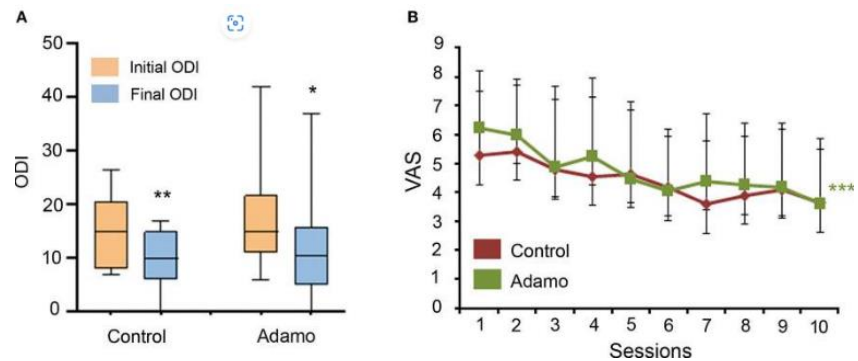 A
50
40
30
20
10
0
ODI
Initial ODI
Final ODI
**
*
Control
Adamo
B
9
8
7
6
5
4
3
2
1
0
VAS
Control
Adamo
***
1 2 3 4 5 6 7 8 9 10
Sessions